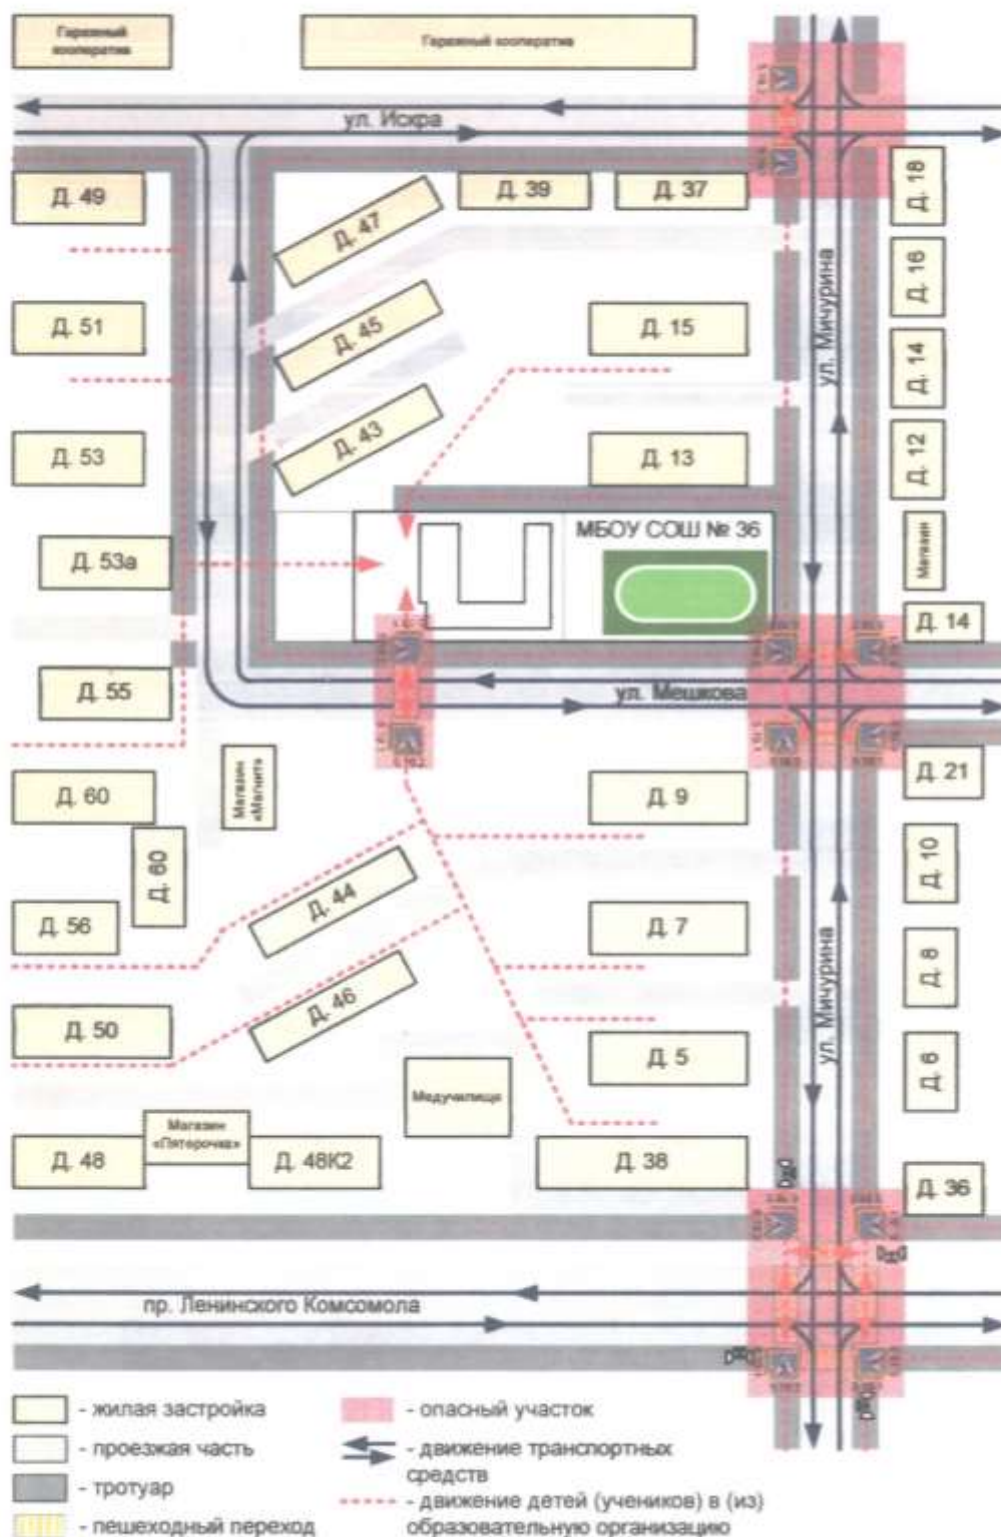 Гаражный
кооператив
Гаражный кооператив
ул. Искра
Д. 49
Д. 47
Д. 39
Д. 37
Д. 18
Д. 16
ул. Мичурина
Д. 51
Д. 45
Д. 15
Д. 14
Д. 53
Д. 43
Д. 13
Д. 12
Д. 53а
МБОУ СОШ № 36
Магазин
Д. 14
Д. 55
ул. Мешкова
Д. 60
Магазин
«Магнит»
Д. 9
Д. 21
Д. 60
Д. 10
Д. 56
Д. 44
Д. 7
Д. 8
ул. Мичурина
Д. 50
Д. 46
Д. 5
Д. 6
Медучилище
Магазин
«Пятерочка»
Д. 48
Д. 48К2
Д. 38
Д. 36
пр. Ленинского Комсомола
- жилая застройка
- проезжая часть
- тротуар
- пешеходный переход
- опасный участок
- движение транспортных
средств
- движение детей (учеников) в (из)
образовательную организацию